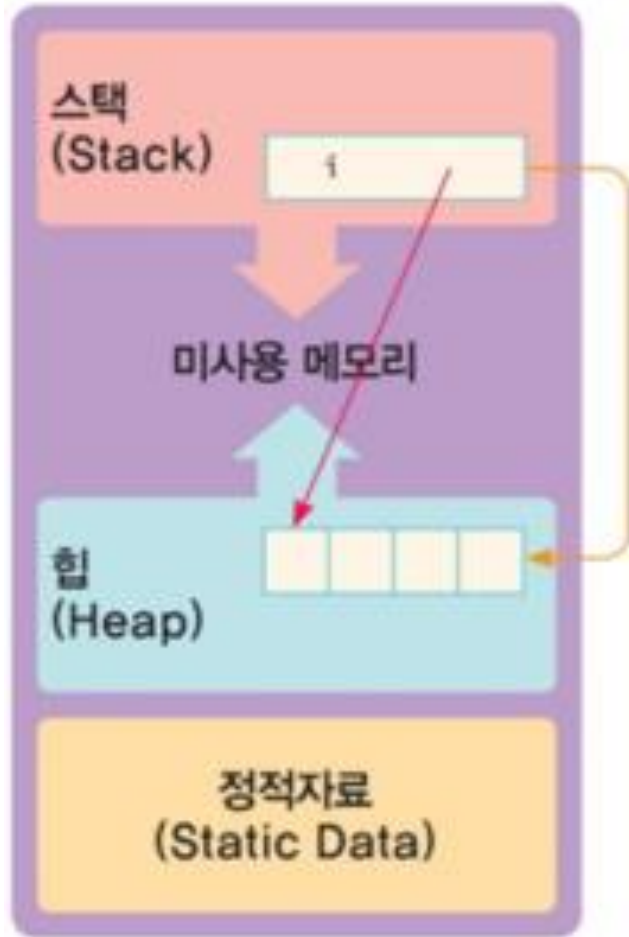 스택
(Stack)
i
미사용 메모리
힙
(Heap)
정적자료
(Static Data)